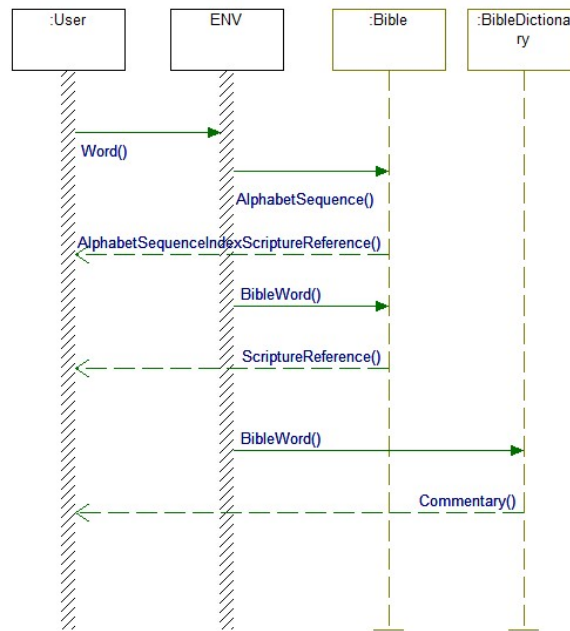 :User
ENV
:Bible
:BibleDictiona
ry
Word()
AlphabetSequence()
AlphabetSequenceIndexScriptureReference()
BibleWord()
ScriptureReference()
BibleWord()
Commentary()